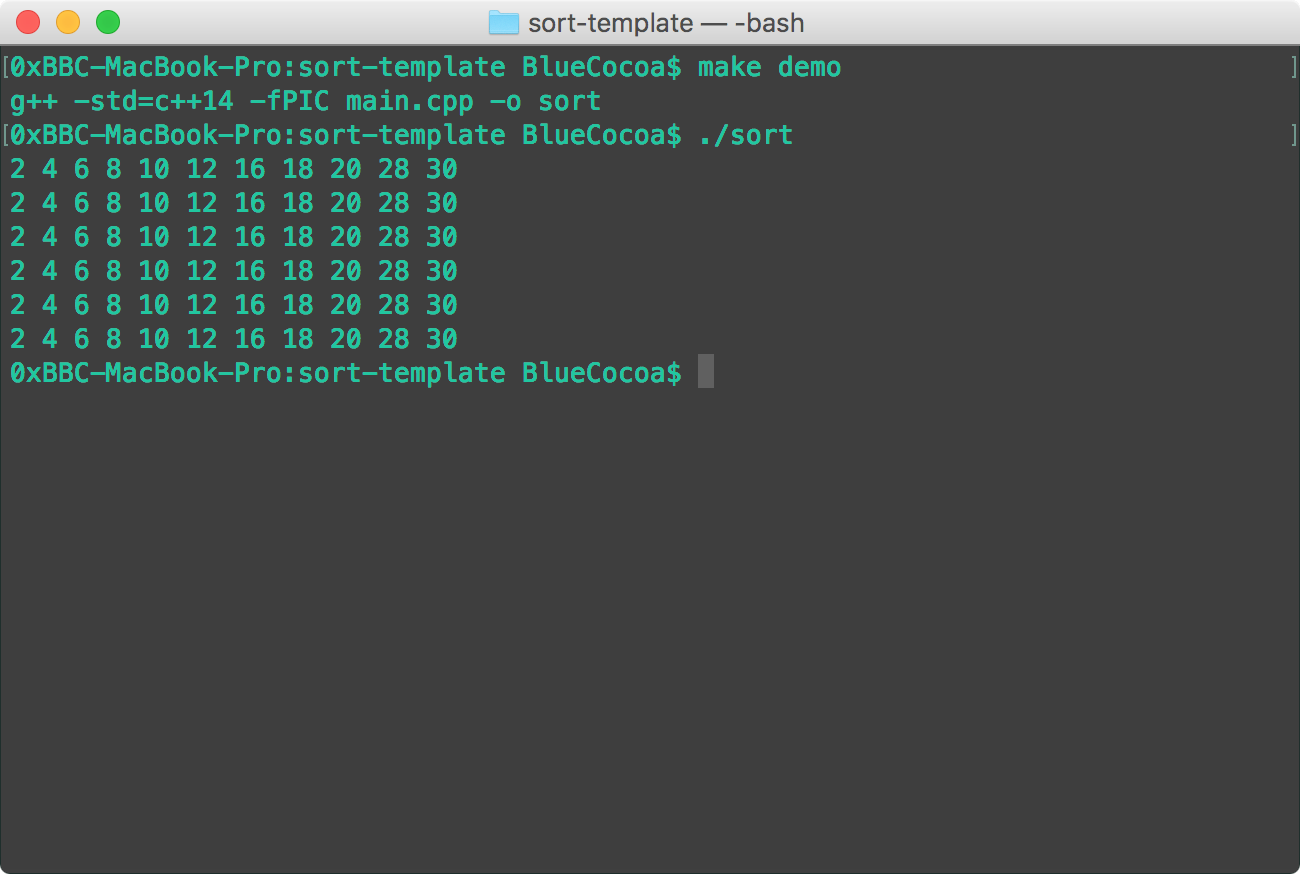 sort-template — -bash
[0xBBC-MacBook-Pro:sort-template BlueCocoa$ make demo ]
g++ -std=c++14 -fPIC main.cpp -o sort
[0xBBC-MacBook-Pro:sort-template BlueCocoa$ ./sort ]
2 4 6 8 10 12 16 18 20 28 30
2 4 6 8 10 12 16 18 20 28 30
2 4 6 8 10 12 16 18 20 28 30
2 4 6 8 10 12 16 18 20 28 30
2 4 6 8 10 12 16 18 20 28 30
2 4 6 8 10 12 16 18 20 28 30
0xBBC-MacBook-Pro:sort-template BlueCocoa$